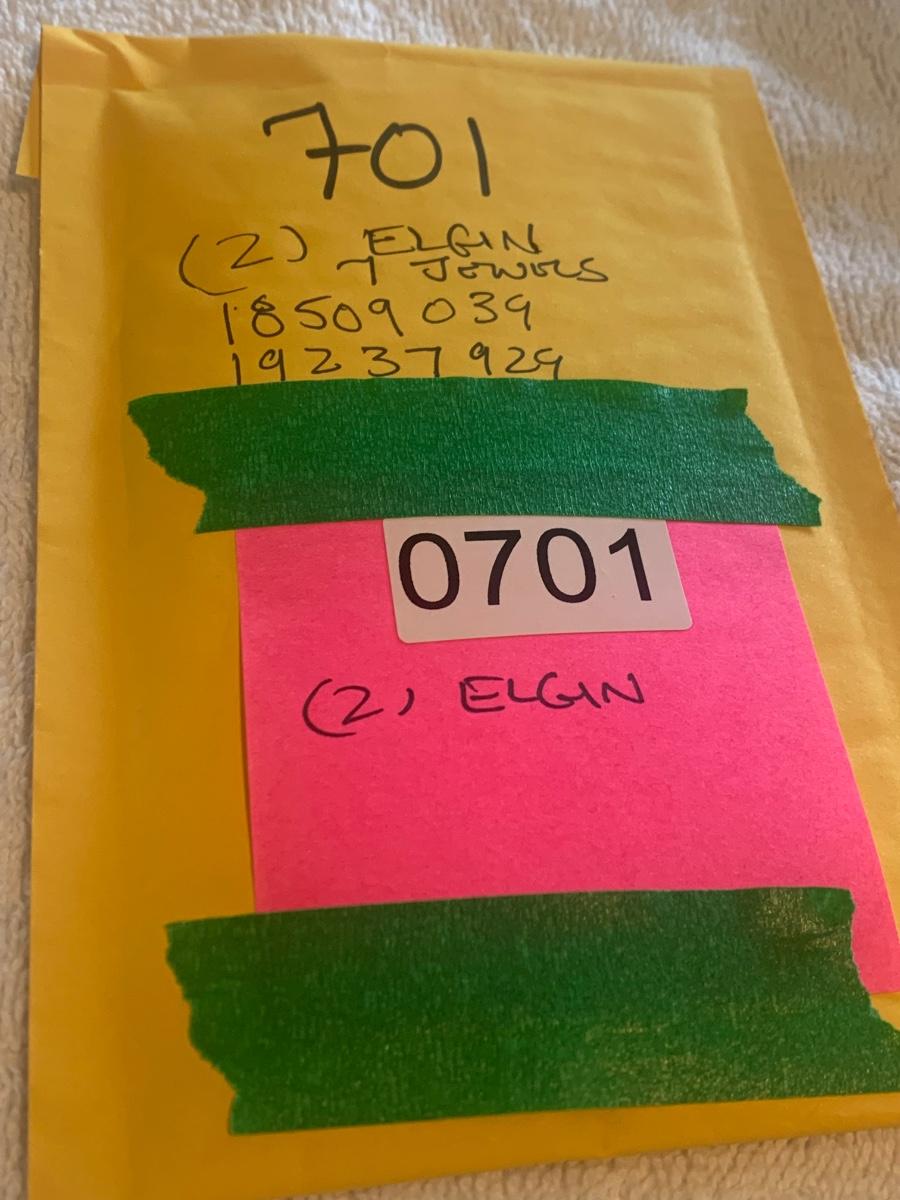 701
(2) ELGIN
7 JEWELS
18509039
19237929
0701
(2) ELGIN